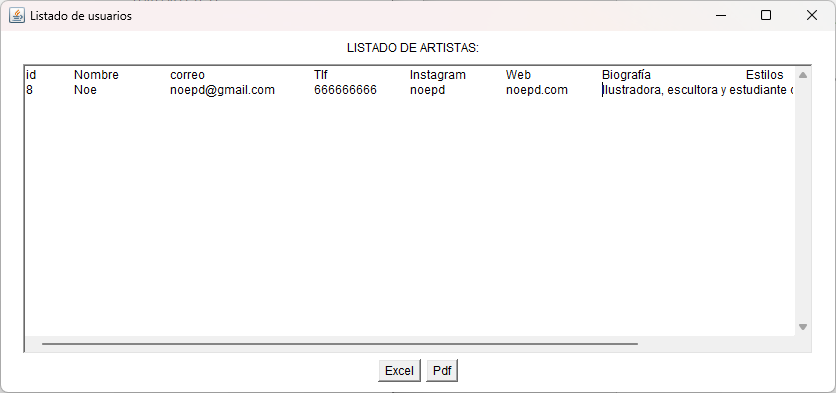 Listado de usuarios
LISTADO DE ARTISTAS:
id Nombre correo Tlf Instagram Web Biografía Estilos
8 Noe noepd@gmail.com 666666666 noepd noepd.com Ilustradora, escultora y estudiante
Excel Pdf